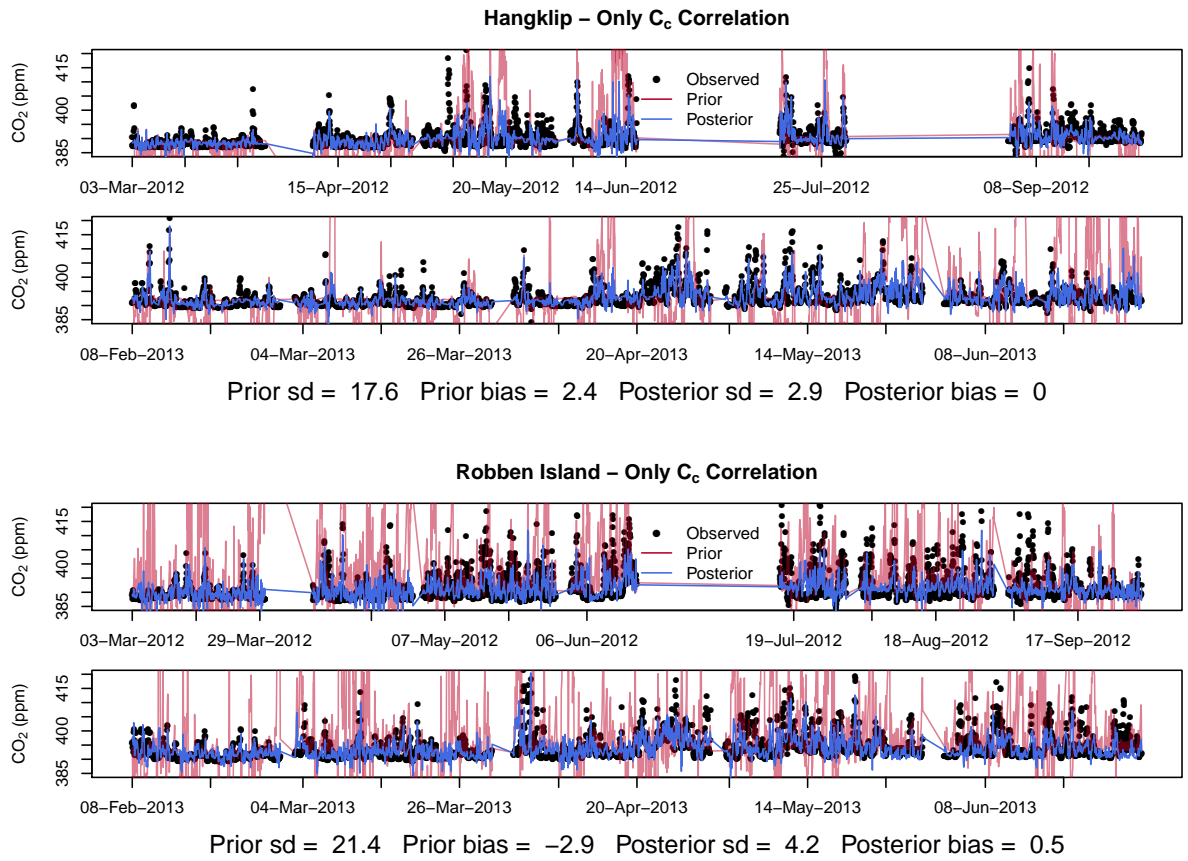 Hangklip – Only Cc Correlation
CO2 (ppm)
415
400
385
Observed
Prior
Posterior
03–Mar–2012 15–Apr–2012 20–May–2012 14–Jun–2012 25–Jul–2012 08–Sep–2012
CO2 (ppm)
415
400
385
08–Feb–2013 04–Mar–2013 26–Mar–2013 20–Apr–2013 14–May–2013 08–Jun–2013
Prior sd = 17.6 Prior bias = 2.4 Posterior sd = 2.9 Posterior bias = 0
Robben Island – Only Cc Correlation
CO2 (ppm)
415
400
385
Observed
Prior
Posterior
03–Mar–2012 29–Mar–2012 07–May–2012 06–Jun–2012 19–Jul–2012 18–Aug–2012 17–Sep–2012
CO2 (ppm)
415
400
385
08–Feb–2013 04–Mar–2013 26–Mar–2013 20–Apr–2013 14–May–2013 08–Jun–2013
Prior sd = 21.4 Prior bias = −2.9 Posterior sd = 4.2 Posterior bias = 0.5